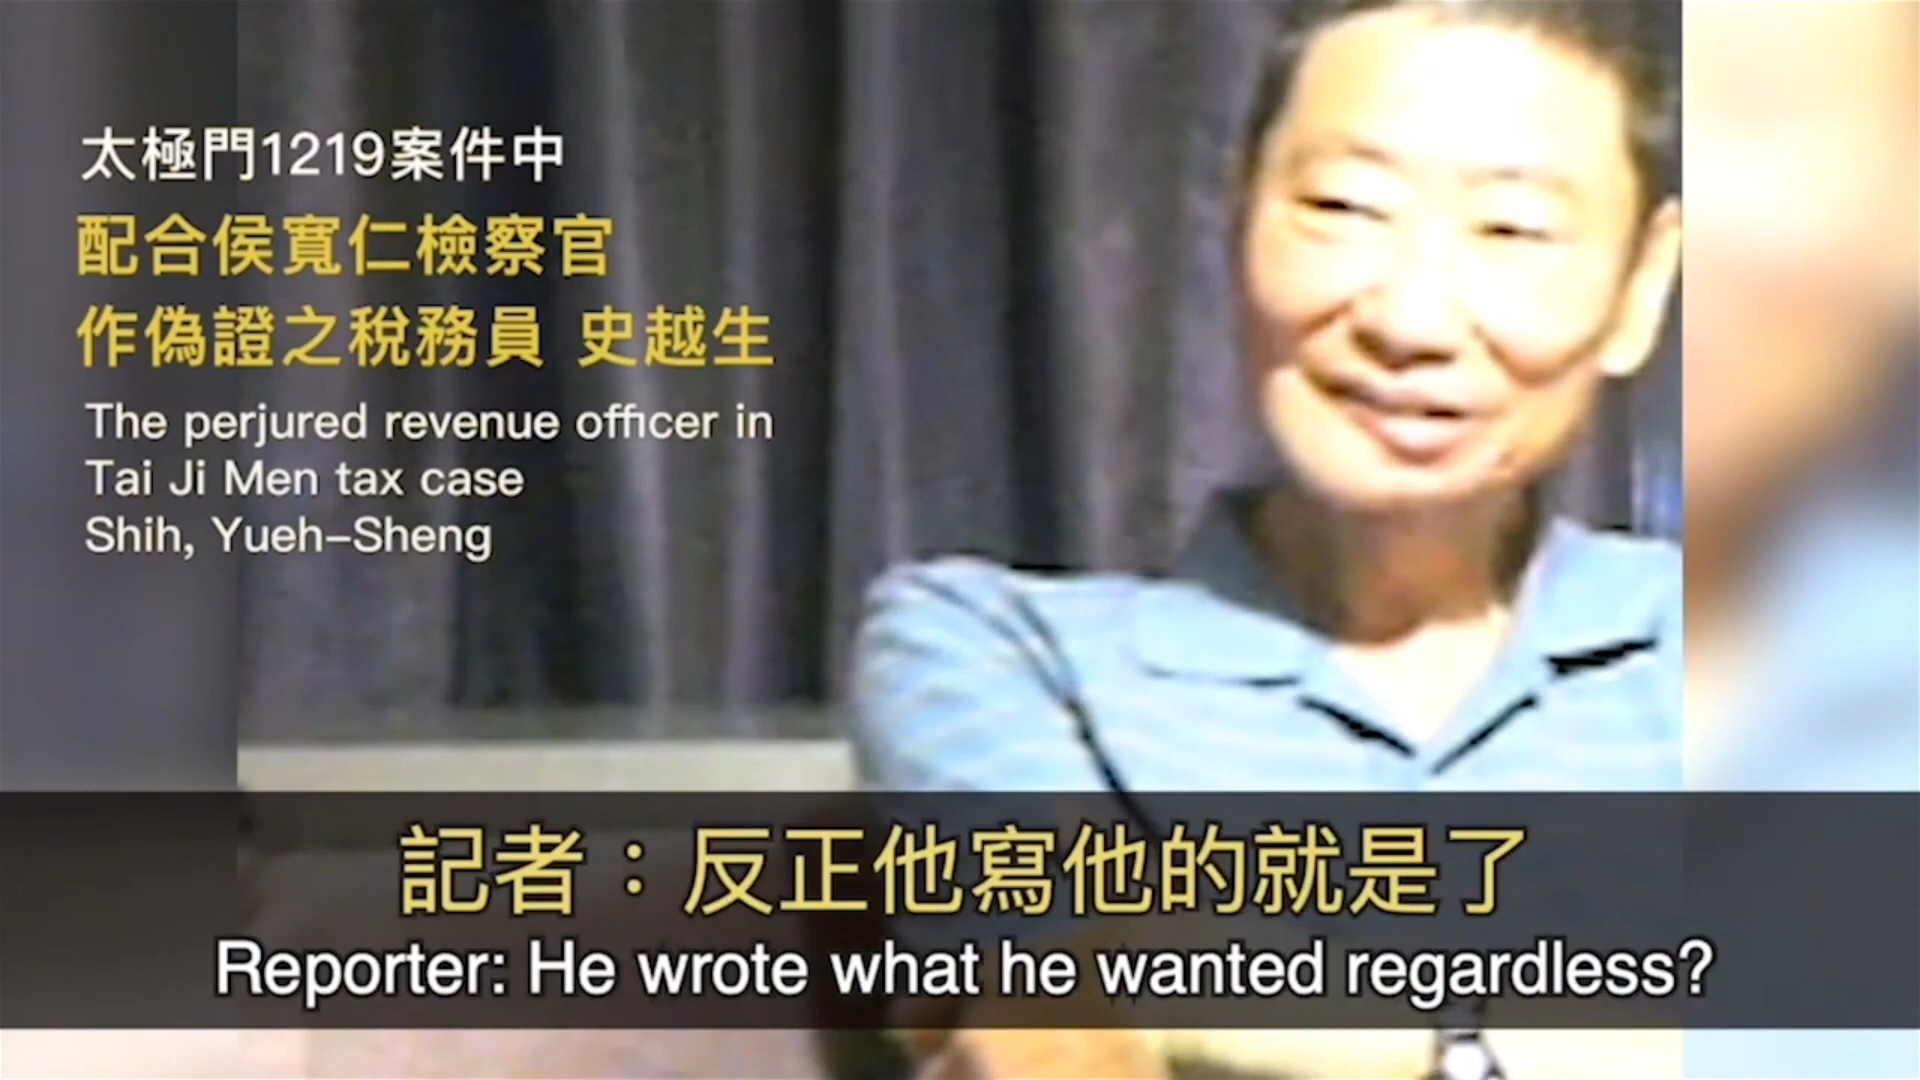 太極門1219案件中
配合侯寬仁檢察官
作偽證之稅務員 史越生
The perjured revenue officer in
Tai Ji Men tax case
Shih, Yueh-Sheng
記者：反正他寫他的就是了
Reporter: He wrote what he wanted regardless?